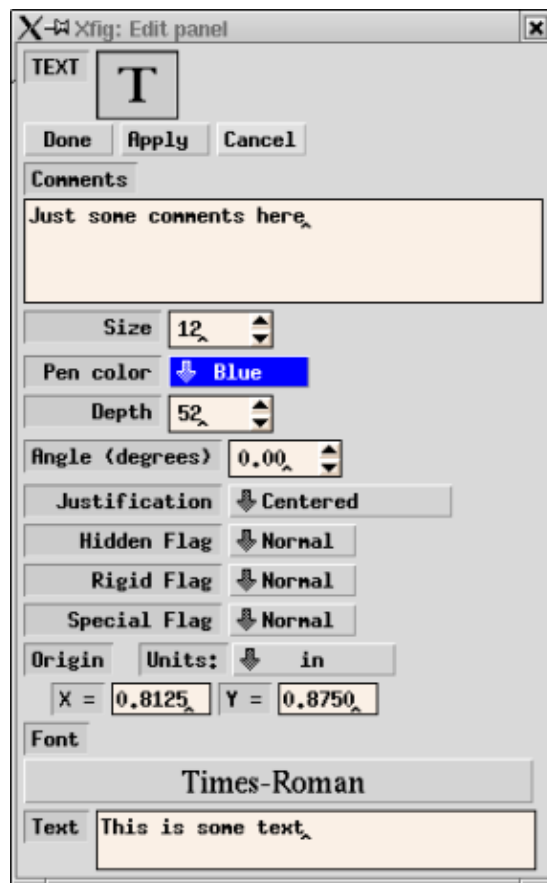 Xfig: Edit panel
TEXT T
Done Apply Cancel
Comments
Just some comments here
Size 12
Pen color Blue
Depth 52
Angle (degrees) 0.00
Justification Centered
Hidden Flag Normal
Rigid Flag Normal
Special Flag Normal
Origin Units: in
X = 0.8125 Y = 0.8750
Font
Times-Roman
Text This is some text